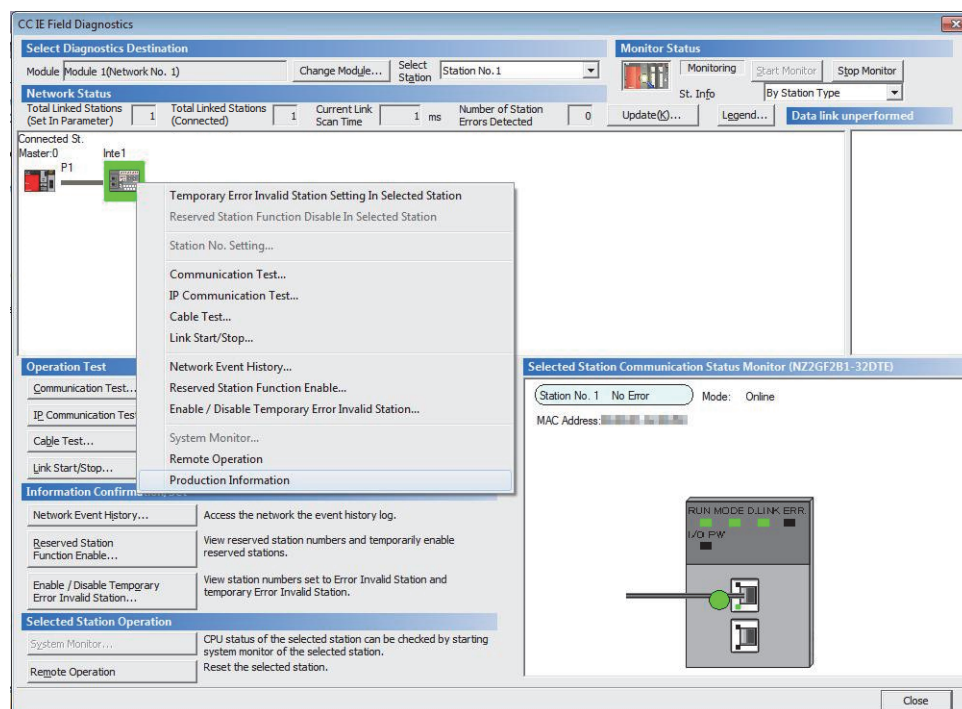 CC IE Field Diagnostics
Select Diagnostics Destination
Module Module 1(Network No. 1) Change Module... Select Station Station No.1
Monitor Status
Monitoring Start Monitor Stop Monitor
St. Info By Station Type
Network Status
Total Linked Stations (Set In Parameter) 1 Total Linked Stations (Connected) 1 Current Link Scan Time 1 ms Number of Station Errors Detected 0 Update(K)... Legend... Data link unperformed
Connected St.
Master:0 Inte1
P1
Temporary Error Invalid Station Setting In Selected Station
Reserved Station Function Disable In Selected Station
Station No. Setting...
Communication Test...
IP Communication Test...
Cable Test...
Link Start/Stop...
Network Event History...
Reserved Station Function Enable...
Enable / Disable Temporary Error Invalid Station...
System Monitor...
Remote Operation
Production Information
Operation Test
Communication Test...
IP Communication Tes
Cable Test...
Link Start/Stop...
Network Event History... Access the network the event history log.
Reserved Station Function Enable... View reserved station numbers and temporarily enable reserved stations.
Enable / Disable Temporary Error Invalid Station... View station numbers set to Error Invalid Station and temporary Error Invalid Station.
Selected Station Operation
System Monitor... CPU status of the selected station can be checked by starting system monitor of the selected station.
Remote Operation Reset the selected station.
Selected Station Communication Status Monitor (NZ2GF2B1-32DTE)
Station No. 1 No Error Mode: Online
MAC Address:
RUN MODE D.LINK ERR.
I/O PW
Close